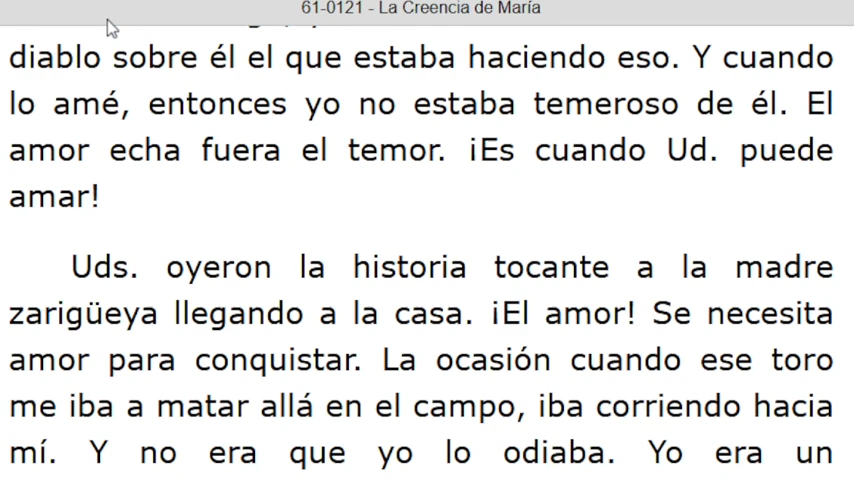 61-0121 - La Creencia de María
diablo sobre él el que estaba haciendo eso. Y cuando
lo amé, entonces yo no estaba temeroso de él. El
amor echa fuera el temor. ¡Es cuando Ud. puede
amar!
Uds. oyeron la historia tocante a la madre
zarigüeya llegando a la casa. ¡El amor! Se necesita
amor para conquistar. La ocasión cuando ese toro
me iba a matar allá en el campo, iba corriendo hacia
mí. Y no era que yo lo odiaba. Yo era un